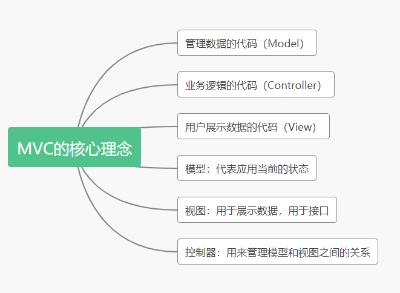 管理数据的代码（Model）
业务逻辑的代码（Controller）
用户展示数据的代码（View）
MVC的核心理念
模型：代表应用当前的状态
视图：用于展示数据，用于接口
控制器：用来管理模型和视图之间的关系